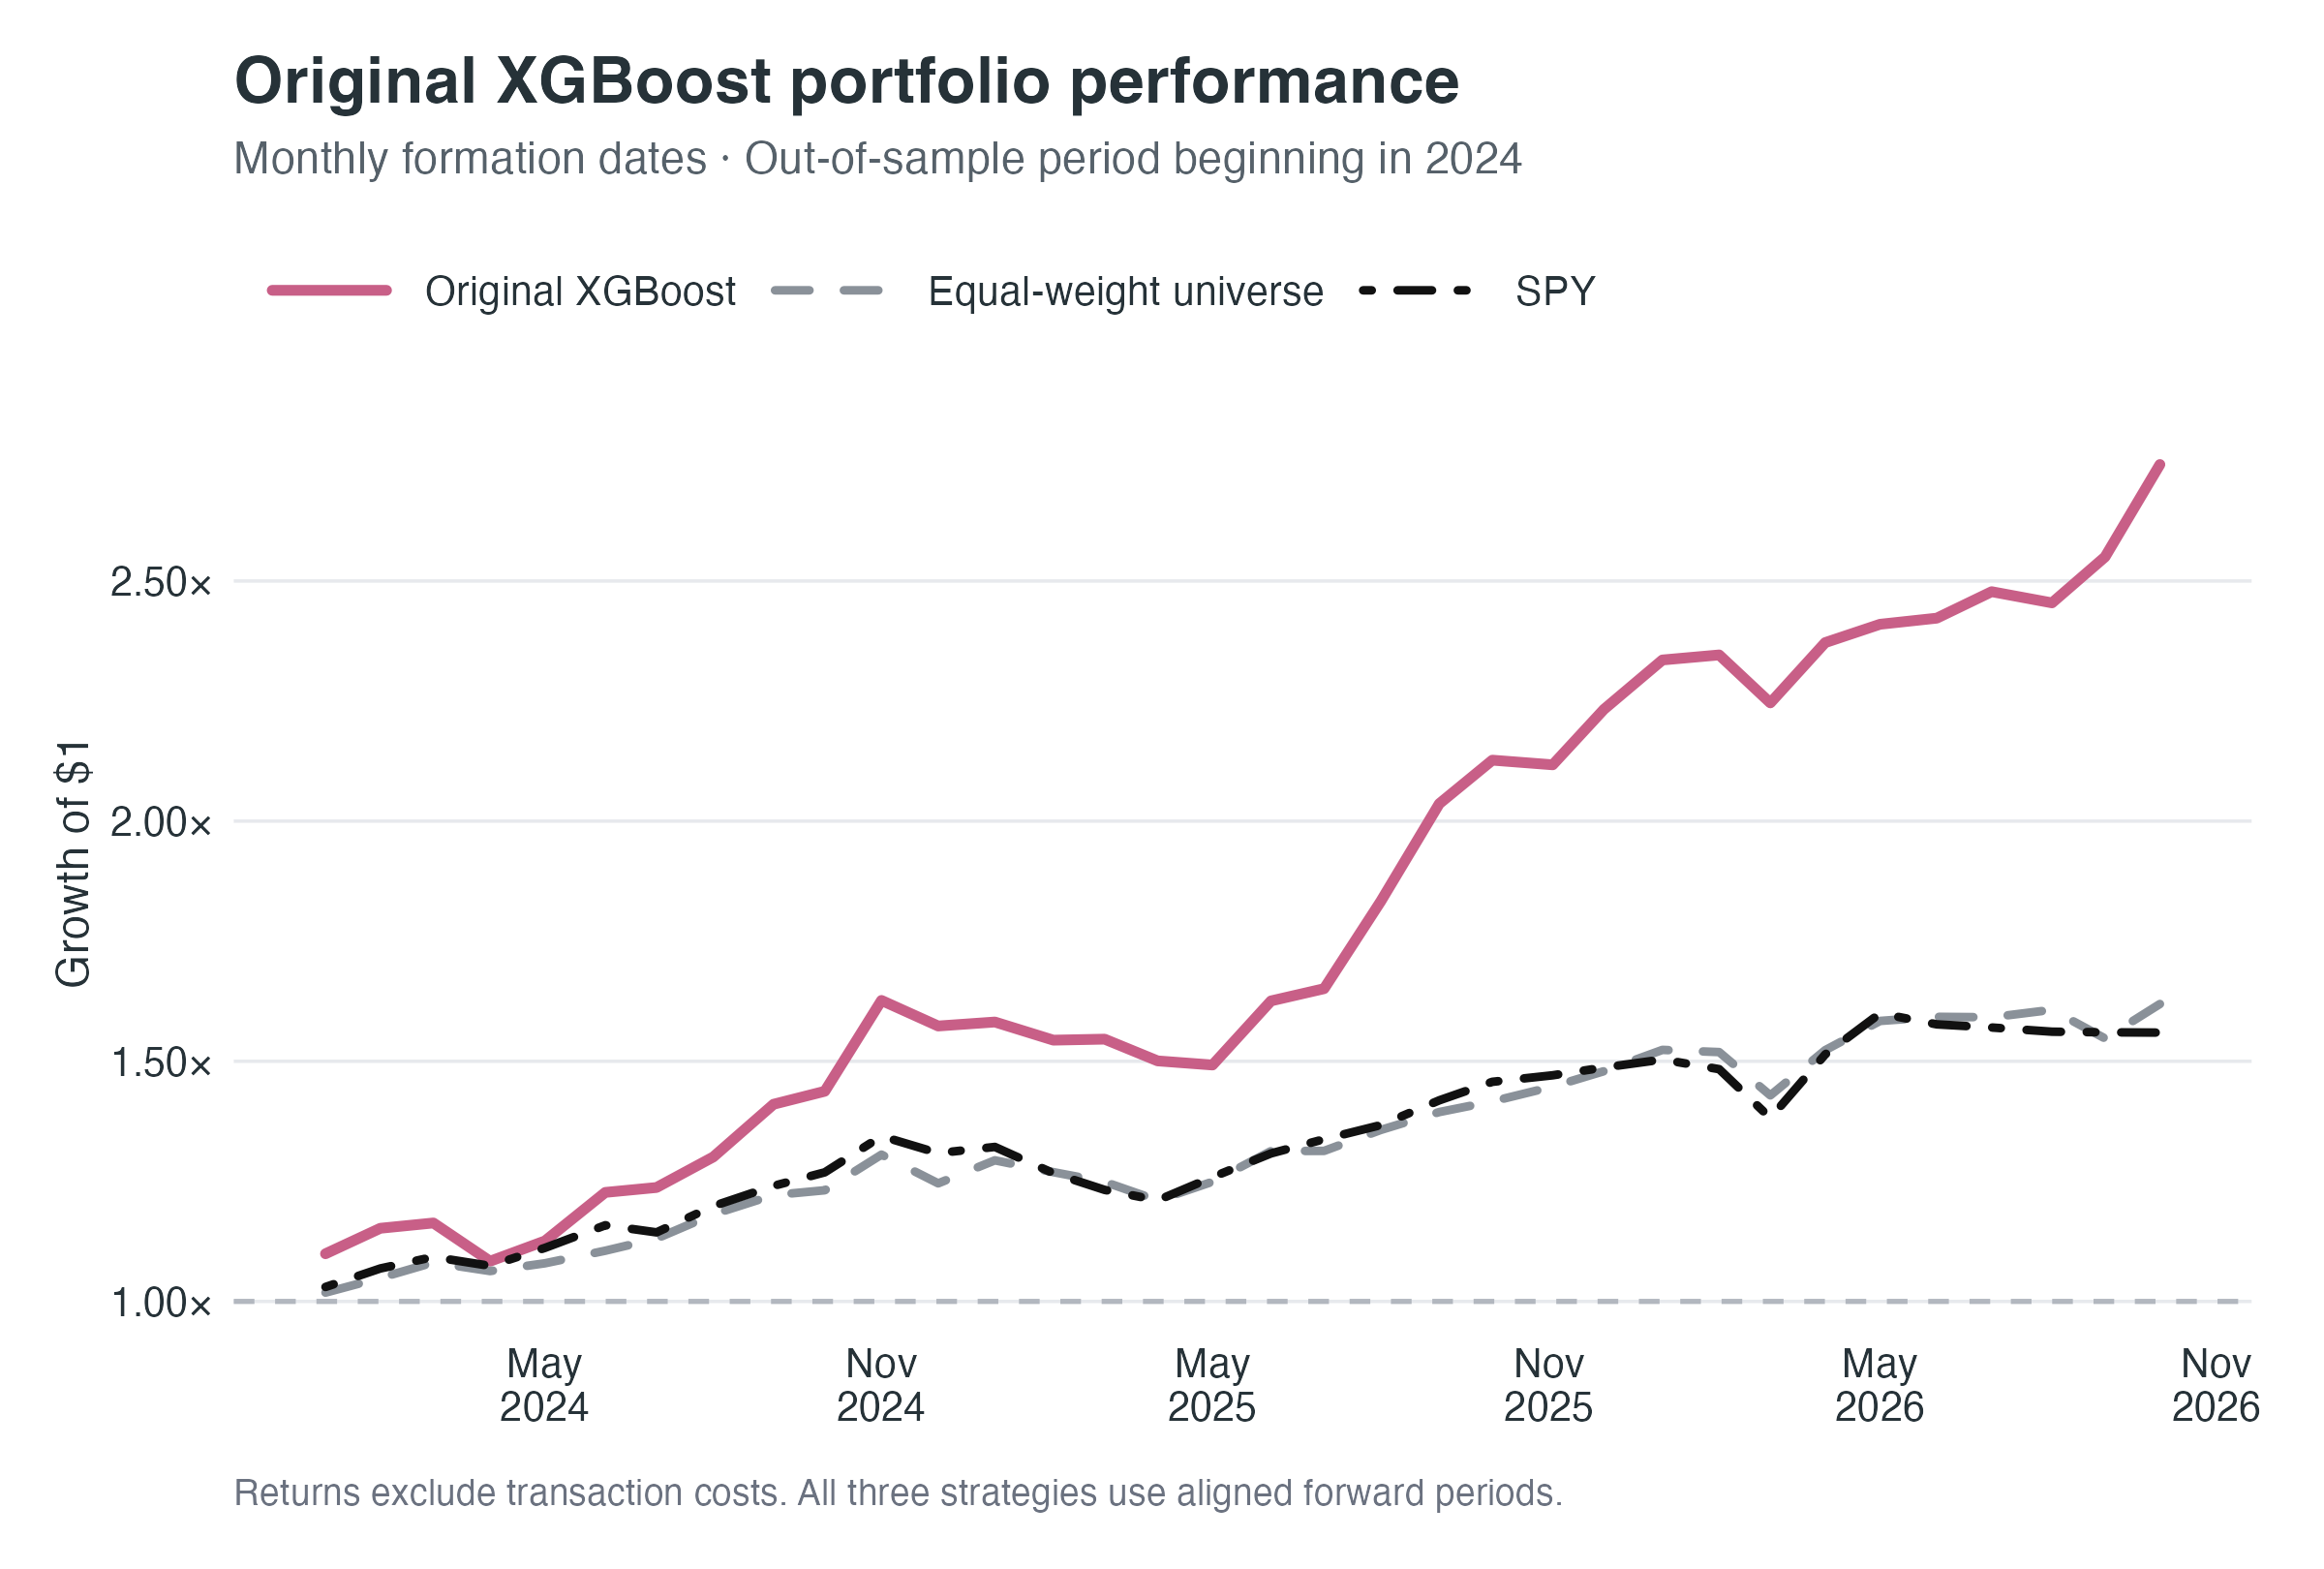 Original XGBoost portfolio performance
Monthly formation dates · Out-of-sample period beginning in 2024
Original XGBoost
Equal-weight universe
SPY
Growth of $1
2.50×
2.00×
1.50×
1.00×
May
2024
Nov
2024
May
2025
Nov
2025
May
2026
Nov
2026
Returns exclude transaction costs. All three strategies use aligned forward periods.